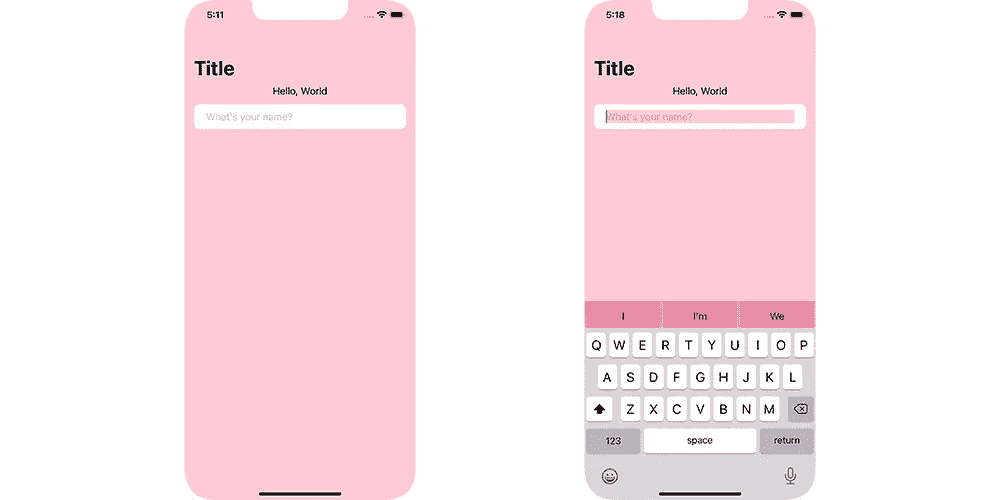 5:11
Title
Hello, World
What's your name?
5:18
Title
Hello, World
What's your name?
I I'm We
Q W E R T Y U I O P
A S D F G H J K L
Z X C V B N M
123 space return